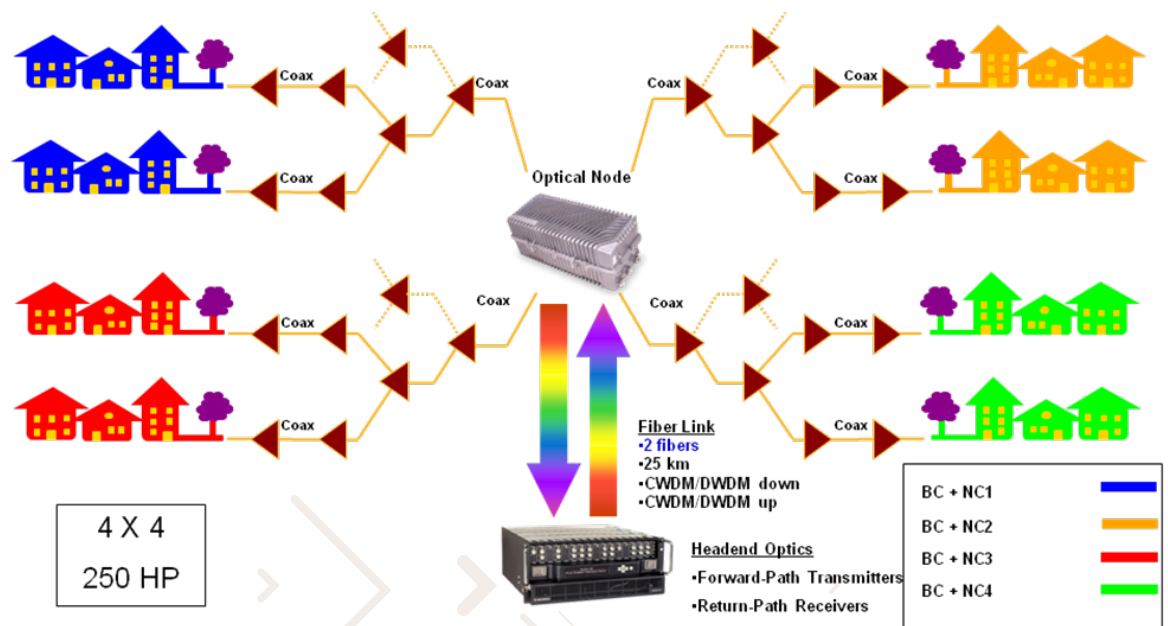 Coax
Coax
Coax
Coax
Coax
Coax
Optical Node
Coax
Coax
Coax
Coax
Coax
Coax
Fiber Link
•2 fibers
•25 km
•CWDM/DWDM down
•CWDM/DWDM up
4 X 4
250 HP
Headend Optics
•Forward-Path Transmitters
•Return-Path Receivers
BC + NC1
BC + NC2
BC + NC3
BC + NC4